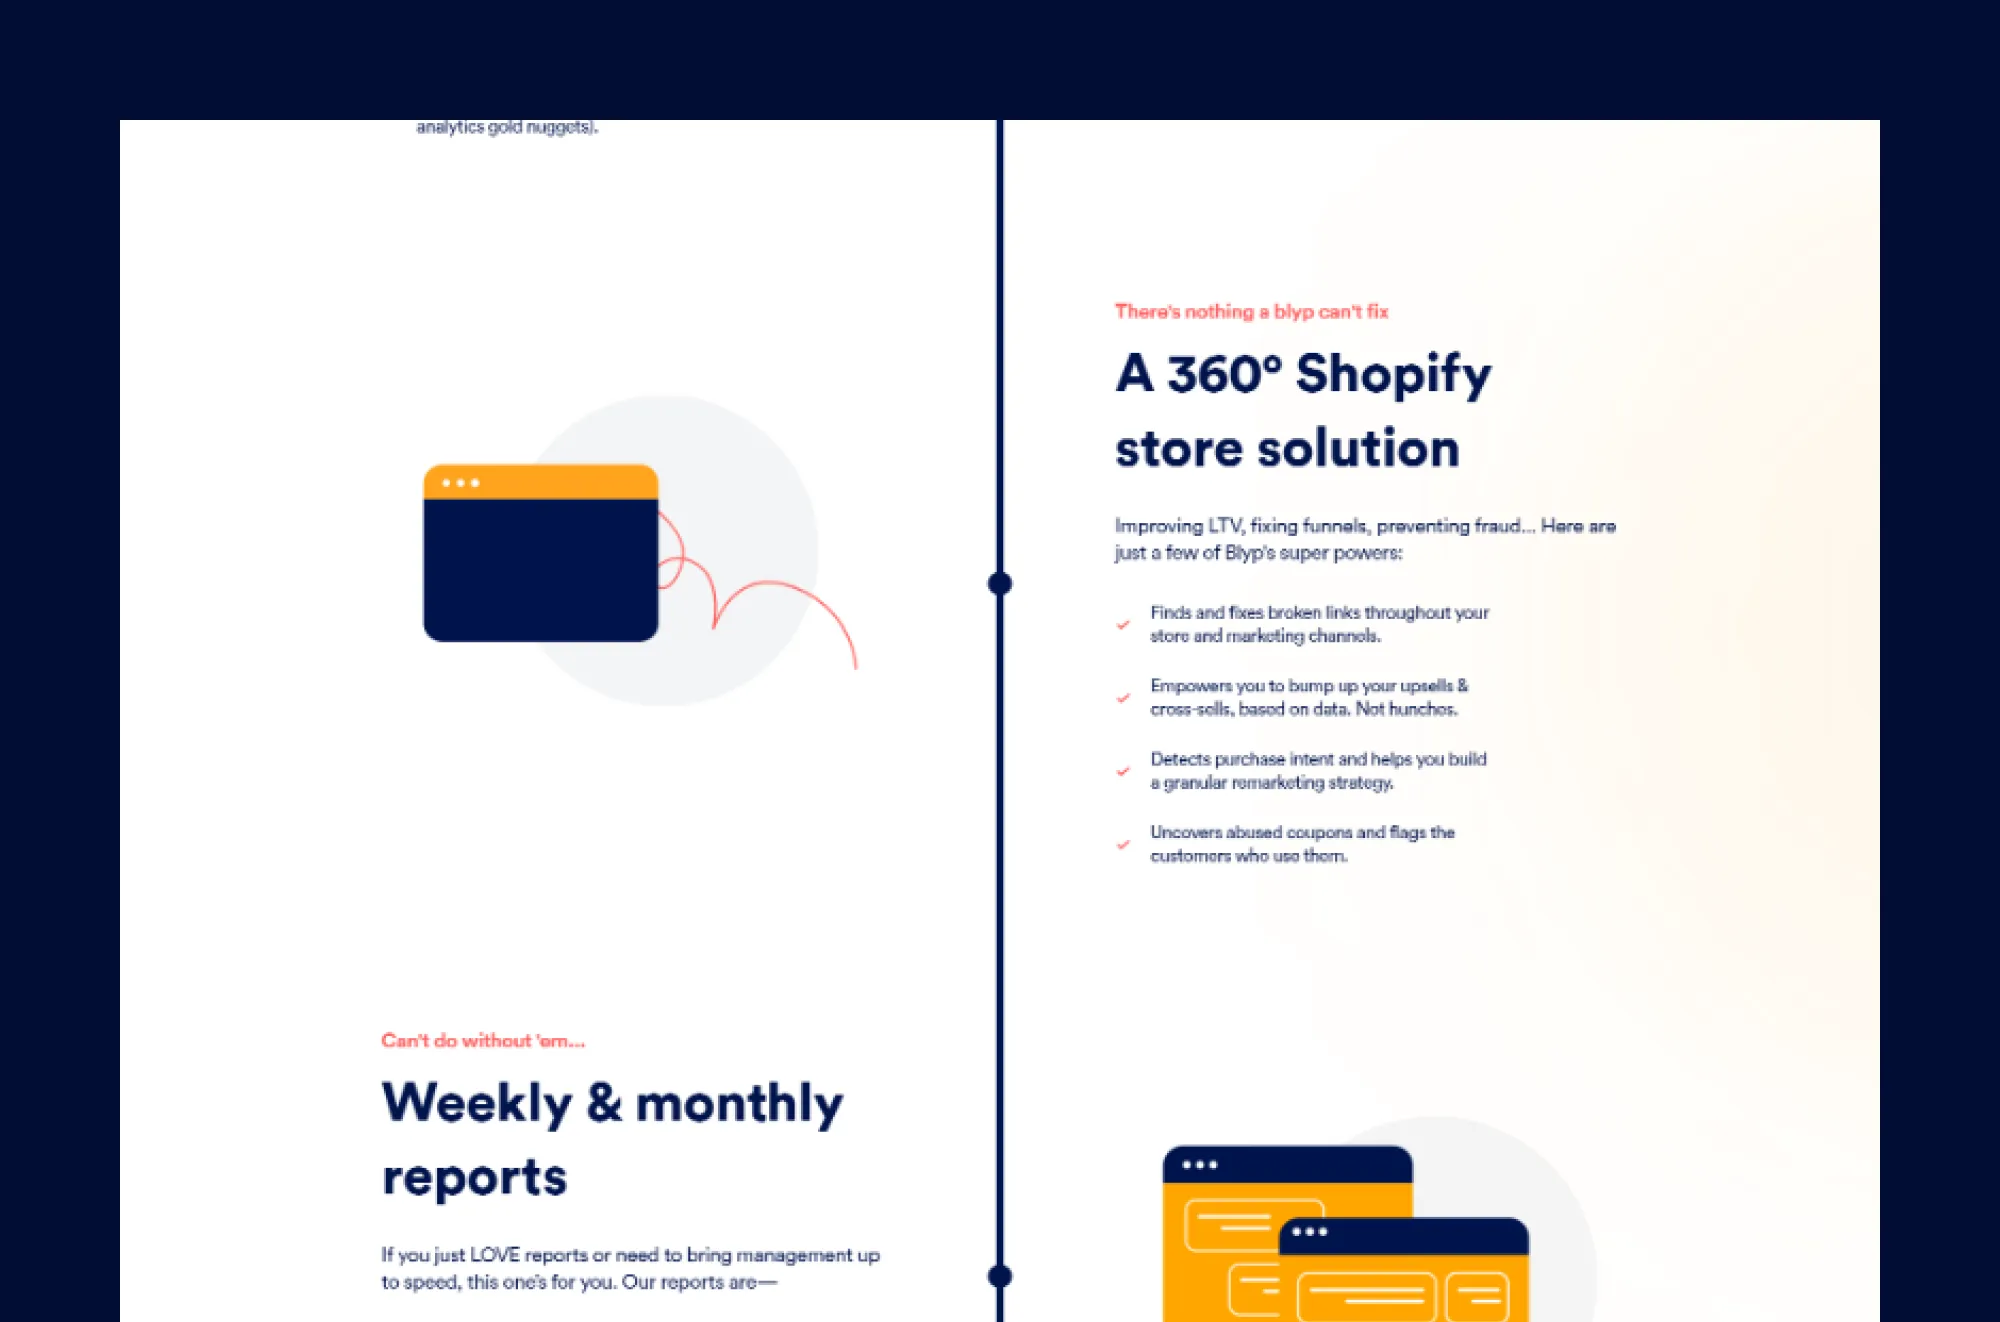 analytics gold nuggets).
There's nothing a blyp can't fix
A 360° Shopify
store solution
Improving LTV, fixing funnels, preventing fraud... Here are
just a few of Blyp's super powers:
Finds and fixes broken links throughout your
store and marketing channels.
Empowers you to bump up your upsells &
cross-sells, based on data. Not hunches.
Detects purchase intent and helps you build
a granular remarketing strategy.
Uncovers abused coupons and flags the
customers who use them.
Can't do without 'em...
Weekly & monthly
reports
If you just LOVE reports or need to bring management up
to speed, this one's for you. Our reports are—